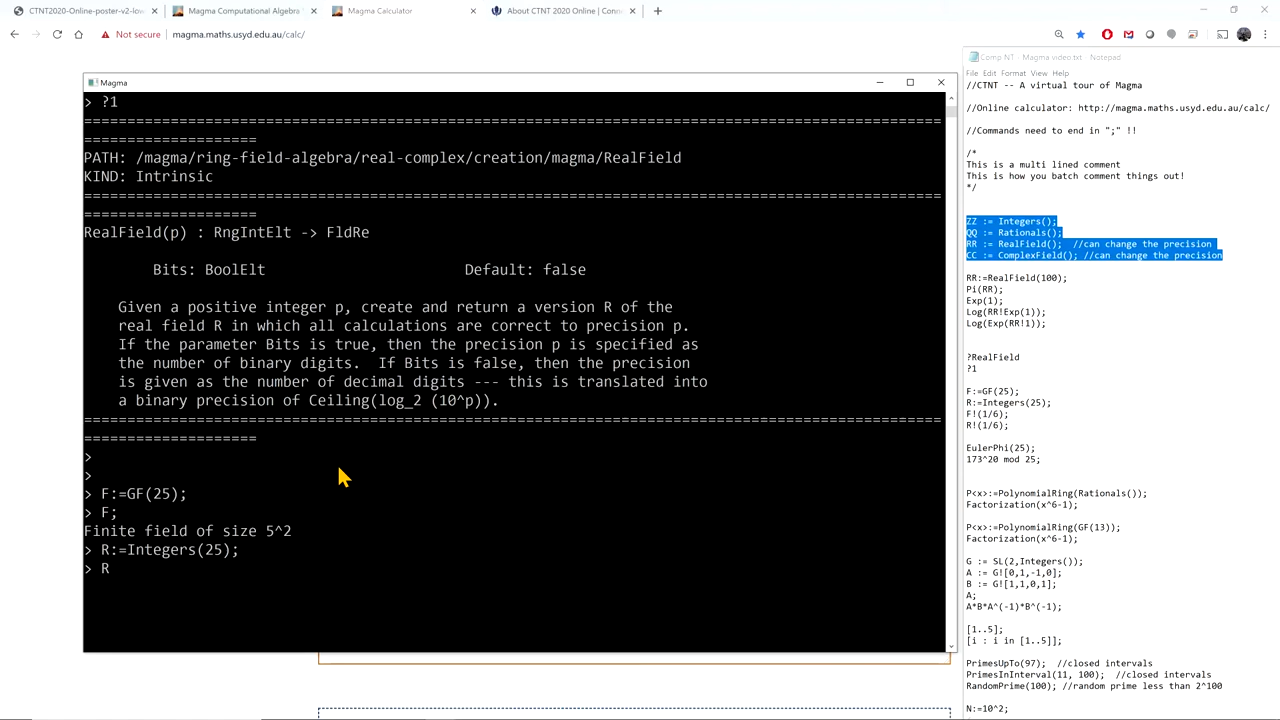 CTNT2020-Online-poster-v2-low
Magma Computational Algebra
Magma Calculator
About CTNT 2020 Online | Conn
Not secure
magma.maths.usyd.edu.au/calc/
Magma
> ?1
===================================================================================================
====================
PATH: /magma/ring-field-algebra/real-complex/creation/magma/RealField
KIND: Intrinsic
===================================================================================================
====================
RealField(p) : RngIntElt -> FldRe
Bits: BoolElt Default: false
Given a positive integer p, create and return a version R of the
real field R in which all calculations are correct to precision p.
If the parameter Bits is true, then the precision p is specified as
the number of binary digits. If Bits is false, then the precision
is given as the number of decimal digits --- this is translated into
a binary precision of Ceiling(log_2 (10^p)).
===================================================================================================
====================
>
>
> F:=GF(25);
> F;
Finite field of size 5^2
> R:=Integers(25);
> R
Comp NT - Magma video.txt - Notepad
File Edit Format View Help
//CTNT -- A virtual tour of Magma
//Online calculator: http://magma.maths.usyd.edu.au/calc/
//Commands need to end in ";" !!
/*
This is a multi lined comment
This is how you batch comment things out!
*/
ZZ := Integers();
QQ := Rationals();
RR := RealField(); //can change the precision
CC := ComplexField(); //can change the precision
RR:=RealField(100);
Pi(RR);
Exp(1);
Log(RR!Exp(1));
Log(Exp(RR!1));
?RealField
?1
F:=GF(25);
R:=Integers(25);
F!(1/6);
R!(1/6);
EulerPhi(25);
173^20 mod 25;
P<x>:=PolynomialRing(Rationals());
Factorization(x^6-1);
P<x>:=PolynomialRing(GF(13));
Factorization(x^6-1);
G := SL(2,Integers());
A := G![0,1,-1,0];
B := G![1,1,0,1];
A;
A*B*A^(-1)*B^(-1);
[1..5];
[i : i in [1..5]];
PrimesUpTo(97); //closed intervals
PrimesInInterval(11, 100); //closed intervals
RandomPrime(100); //random prime less than 2^100
N:=10^2;